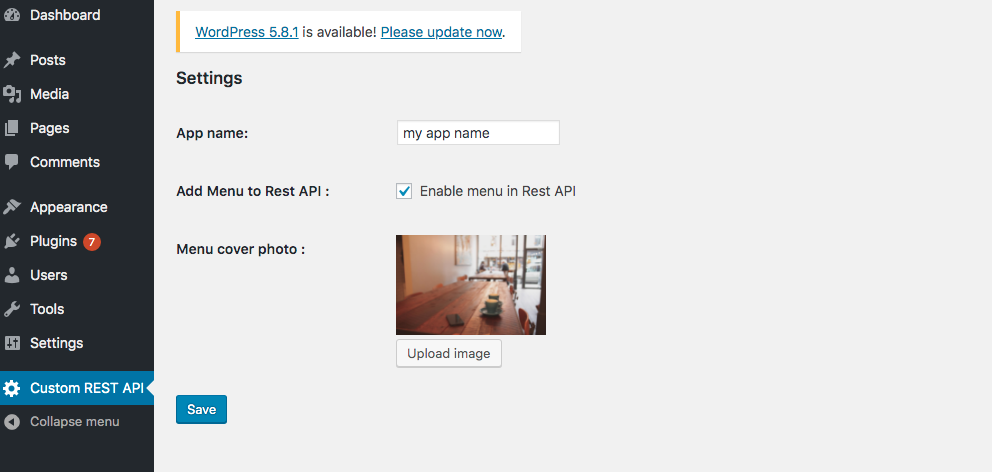 Dashboard
Posts
Media
Pages
Comments
Appearance
Plugins 7
Users
Tools
Settings
Custom REST API
Collapse menu
WordPress 5.8.1 is available! Please update now.
Settings
App name:
my app name
Add Menu to Rest API :
Enable menu in Rest API
Menu cover photo :
Upload image
Save